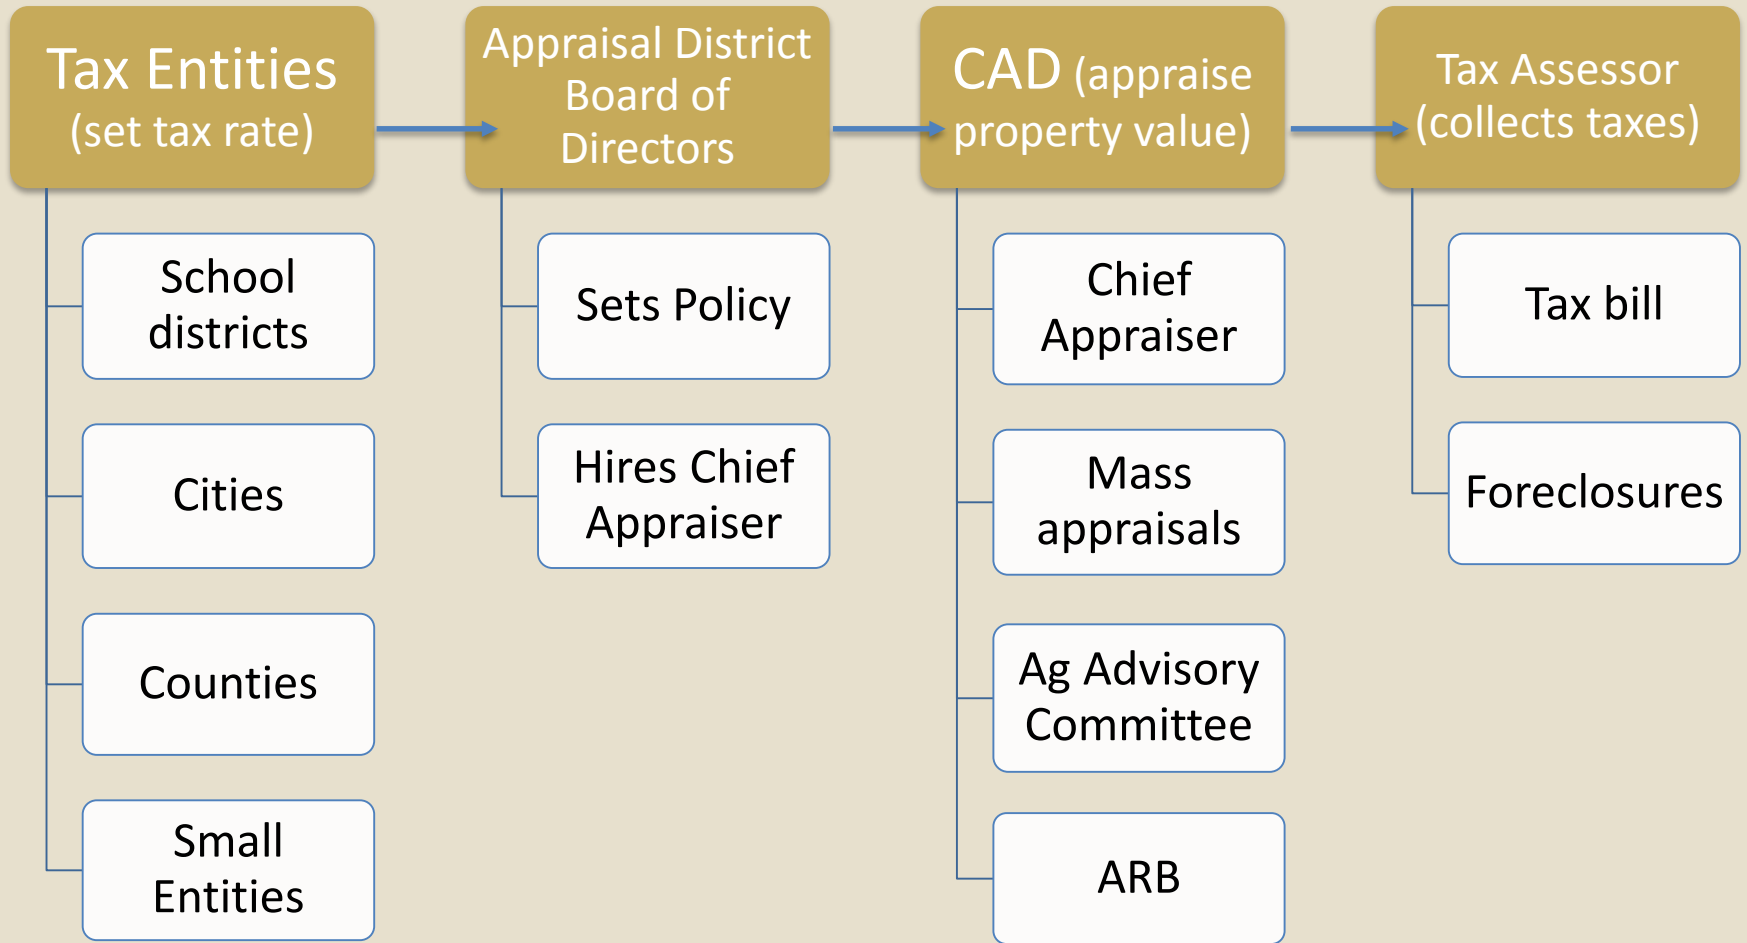 Tax Entities
(set tax rate)
School
districts
Cities
Counties
Small
Entities
Appraisal District
Board of
Directors
Sets Policy
Hires Chief
Appraiser
CAD (appraise
property value)
Chief
Appraiser
Mass
appraisals
Ag Advisory
Committee
ARB
Tax Assessor
(collects taxes)
Tax bill
Foreclosures